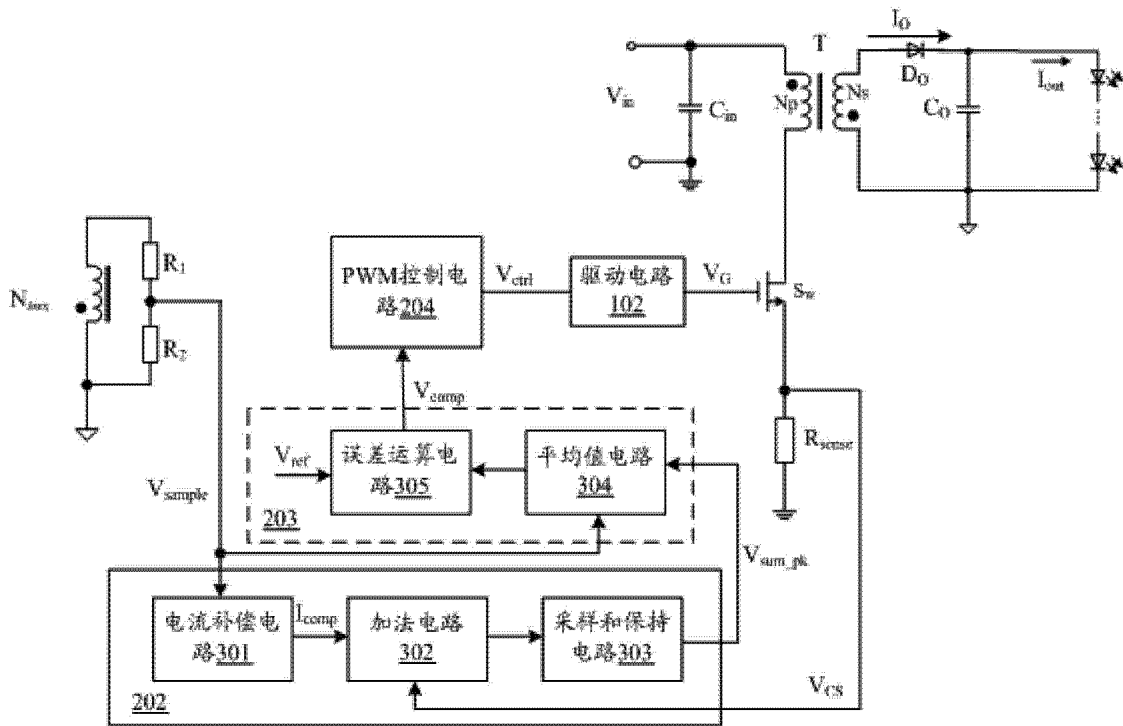 I_O
T
D_O
I_out
V_in
C_in
Np
Ns
C_O
R_1
PWM控制电
路204
V_ctrl
驱动电路
102
V_G
S_w
N_aux
R_2
V_comp
R_sense
V_ref
误差运算电
路305
平均值电路
304
V_sample
203
V_sum_pk
电流补偿电
路301
I_comp
加法电路
302
采样和保持
电路303
V_CS
202